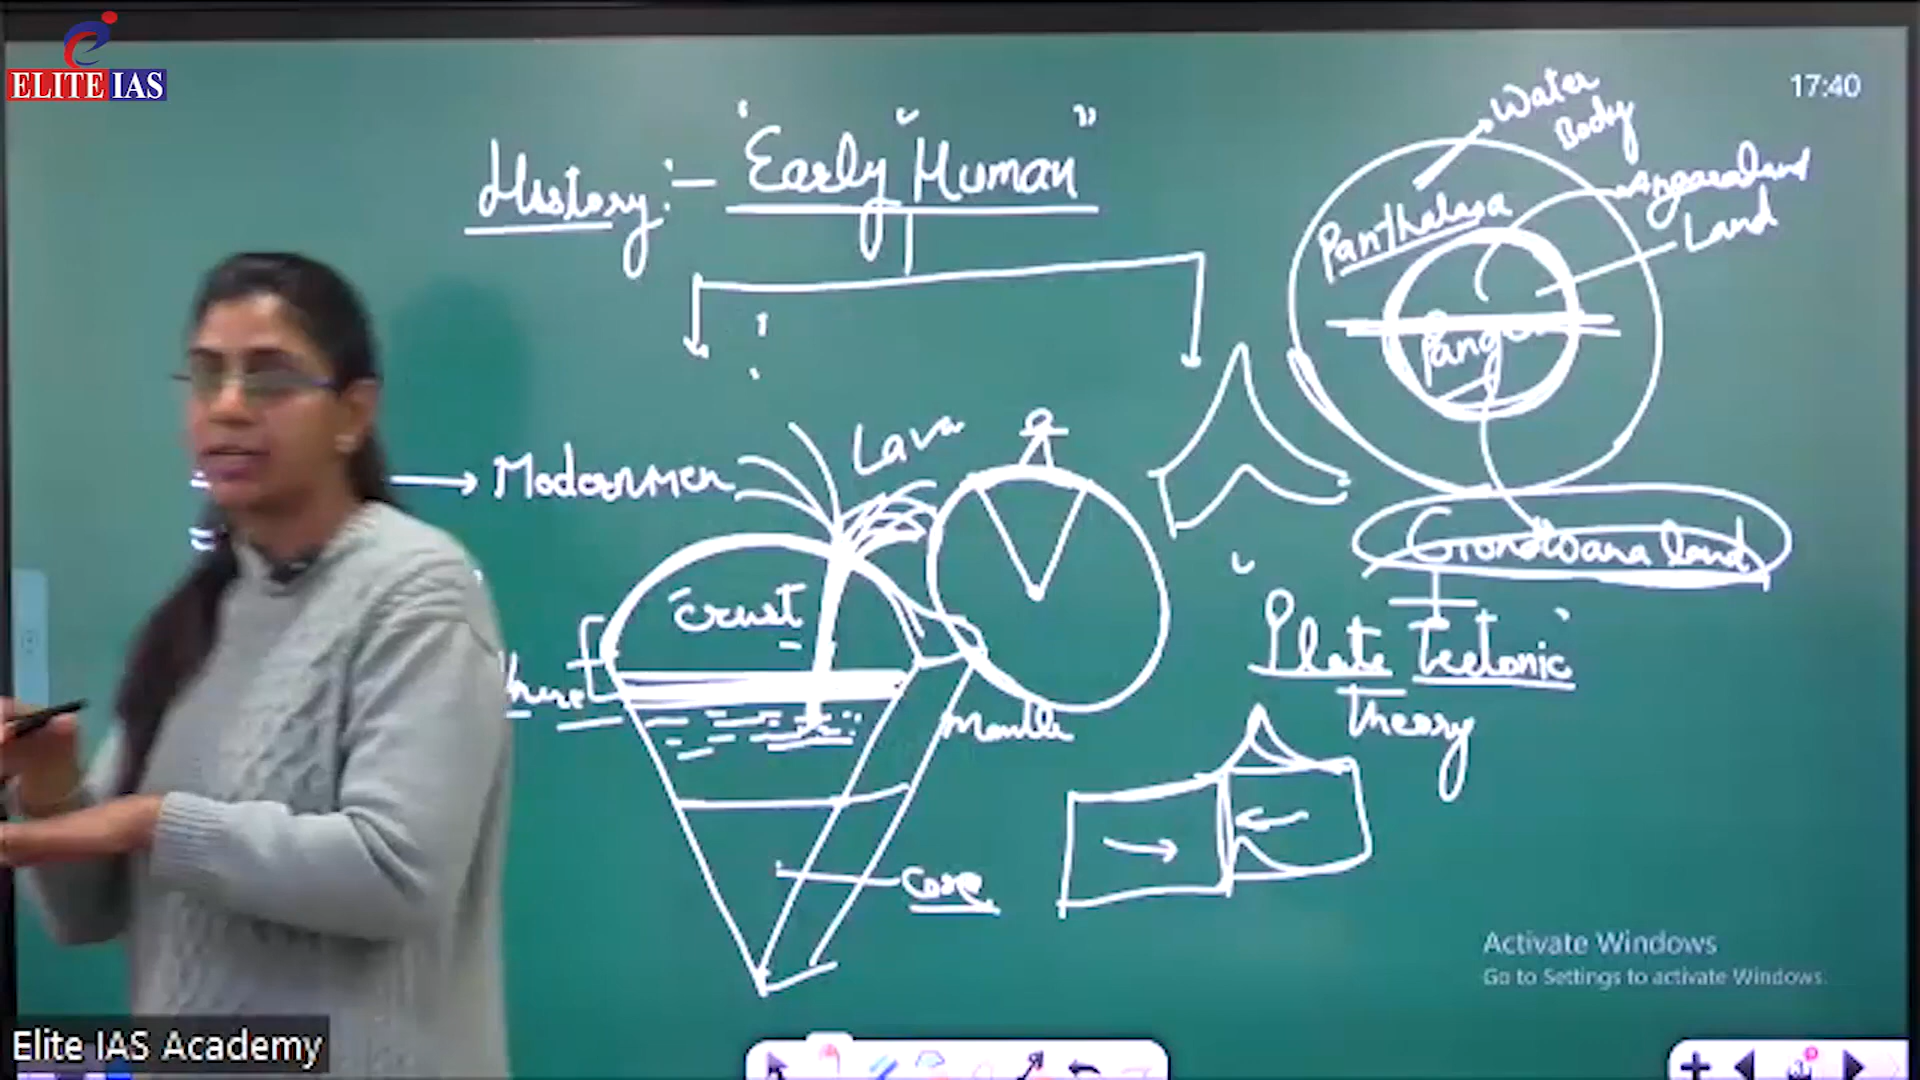 ELITE IAS
17:40
History:- "Early "Human"
Water
Body
Panthalasa
Angaraland
Land
Modernmen
Lava
Crust
Gondwana land
Plate Tectonic
Theory
Mantle
Core
Activate Windows
Go to Settings to activate Windows.
Elite IAS Academy